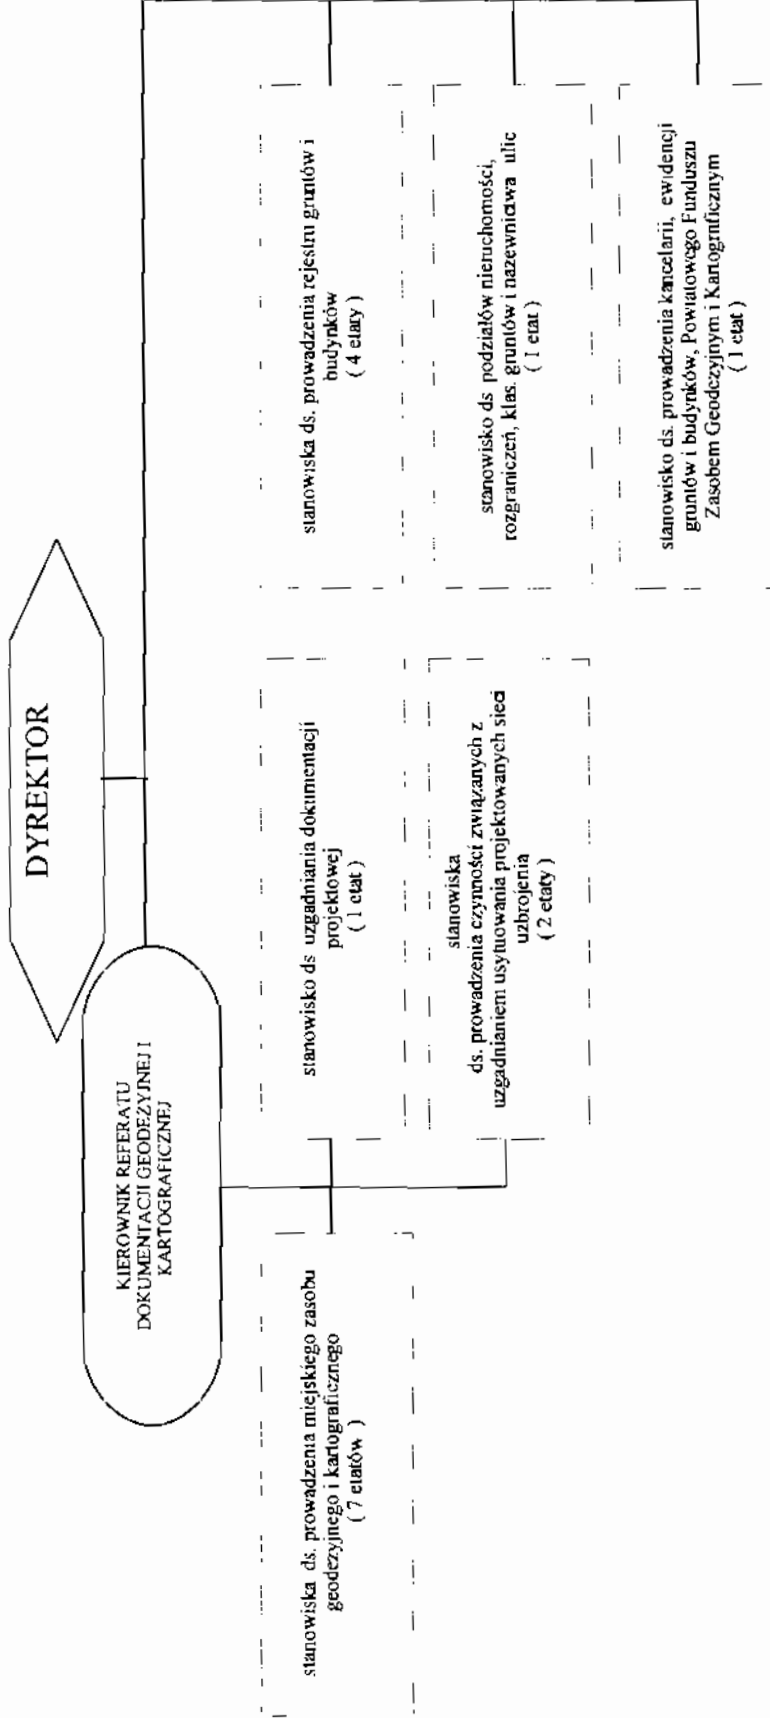 DYREKTOR
KIEROWNIK REFERATU
DOKUMENTACJI GEODEZYJNEJ I
KARTOGRAFICZNEJ
stanowiska ds. prowadzenia miejskiego zasobu
geodezyjnego i kartograficznego
( 7 etatów )
stanowisko ds uzgadniania dokumentacji
projektowej
( 1 etat )
stanowiska ds. prowadzenia rejestru gruntów i
budynków
( 4 etaty )
stanowiska
ds. prowadzenia czynności związanych z
uzgadnianiem usytuowania projektowanych sieci
uzbrojenia
( 2 etaty )
stanowisko ds podziałów nieruchomości,
rozgraniczeń, klas. gruntów i nazewnictwa ulic
( 1 etat )
stanowisko ds. prowadzenia kancelarii, ewidencji
gruntów i budynków, Powiatowego Funduszu
Zasobem Geodezyjnym i Kartograficznym
( 1 etat )